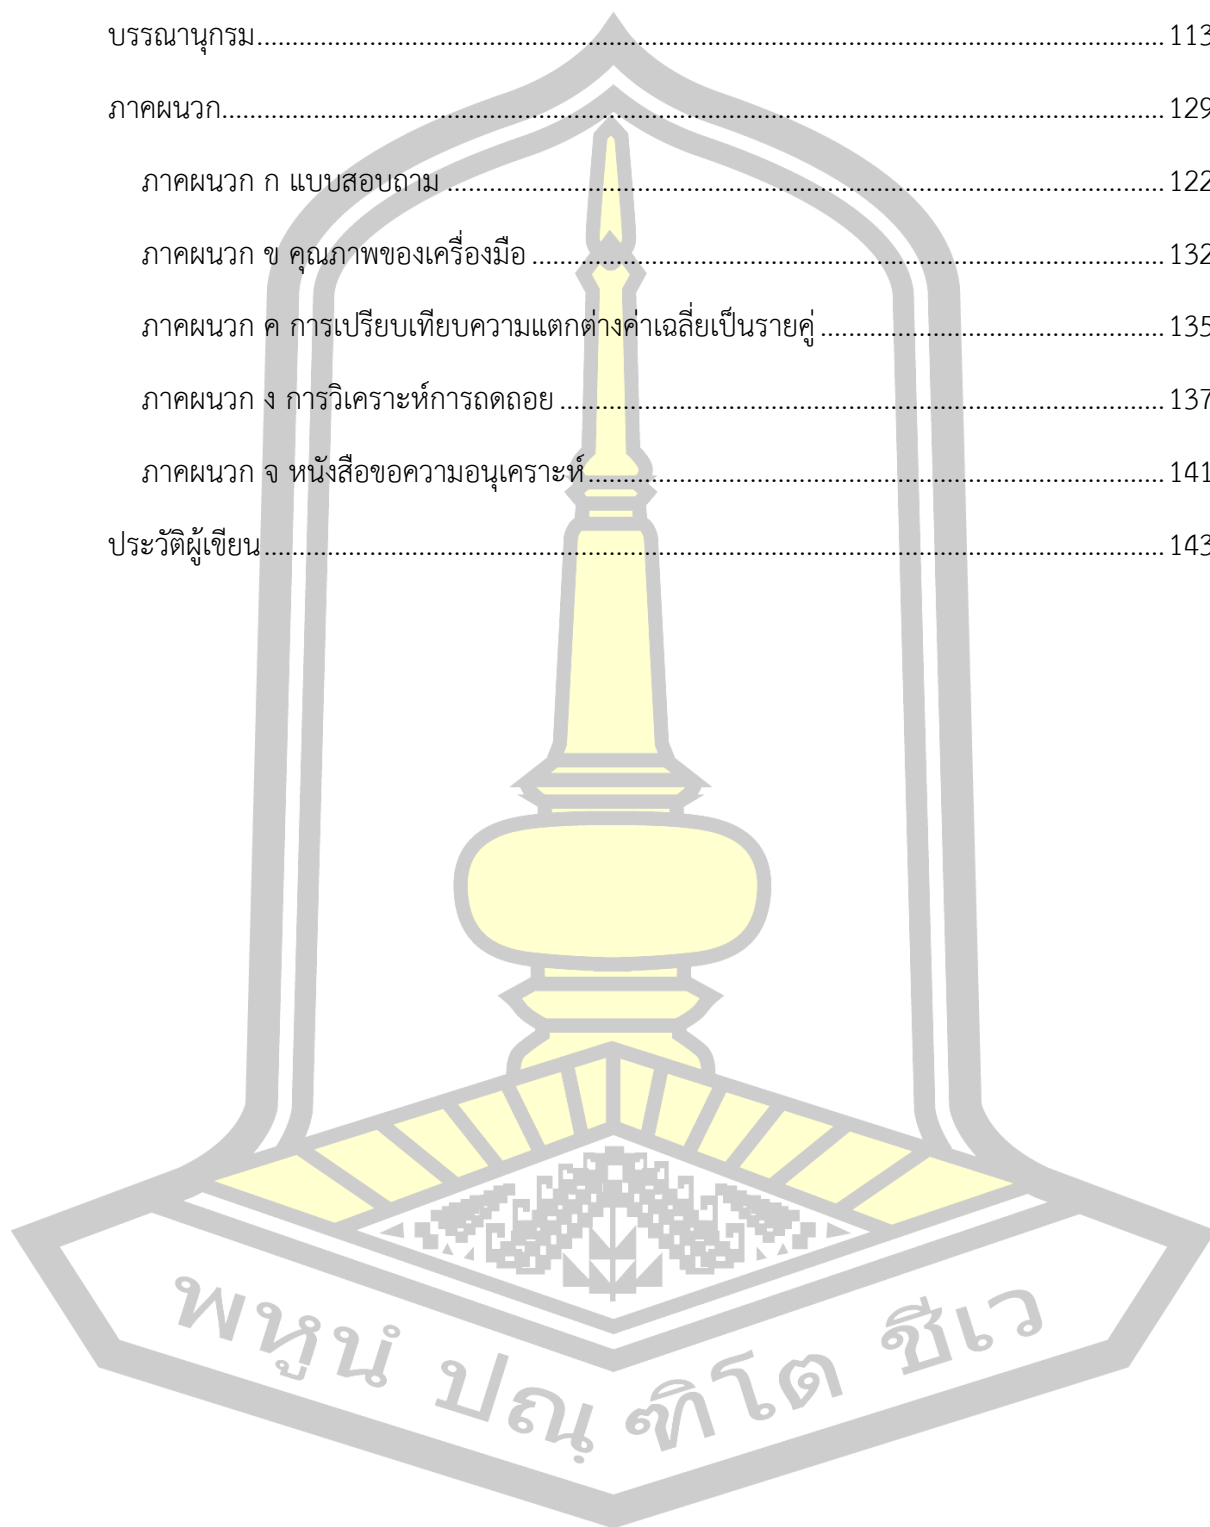 บรรณานุกรม........................................................................................................................ 113
ภาคผนวก............................................................................................................................. 129
ภาคผนวก ก แบบสอบถาม ............................................................................................... 122
ภาคผนวก ข คุณภาพของเครื่องมือ .................................................................................... 132
ภาคผนวก ค การเปรียบเทียบความแตกต่างค่าเฉลี่ยเป็นรายคู่ .............................................. 135
ภาคผนวก ง การวิเคราะห์การถดถอย ................................................................................ 137
ภาคผนวก จ หนังสือขอความอนุเคราะห์............................................................................. 141
ประวัติผู้เขียน........................................................................................................................ 143
พหูนํ ปณฺฑิโต ชีเว